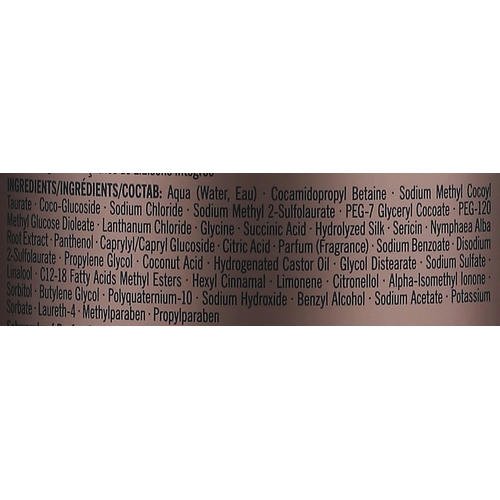 INGREDIENTS/INGRÉDIENTS/СОСТАВ: Aqua (Water, Eau) · Cocamidopropyl Betaine · Sodium Methyl Cocoyl
Taurate · Coco-Glucoside · Sodium Chloride · Sodium Methyl 2-Sulfolaurate · PEG-7 Glyceryl Cocoate · PEG-120
Methyl Glucose Dioleate · Lanthanum Chloride · Glycine · Succinic Acid · Hydrolyzed Silk · Sericin · Nymphaea Alba
Root Extract · Panthenol · Caprylyl/Capryl Glucoside · Citric Acid · Parfum (Fragrance) · Sodium Benzoate · Disodium
2-Sulfolaurate · Propylene Glycol · Coconut Acid · Hydrogenated Castor Oil · Glycol Distearate · Sodium Sulfate ·
Linalool · C12-18 Fatty Acids Methyl Esters · Hexyl Cinnamal · Limonene · Citronellol · Alpha-Isomethyl Ionone ·
Sorbitol · Butylene Glycol · Polyquaternium-10 · Sodium Hydroxide · Benzyl Alcohol · Sodium Acetate · Potassium
Sorbate · Laureth-4 · Methylparaben · Propylparaben